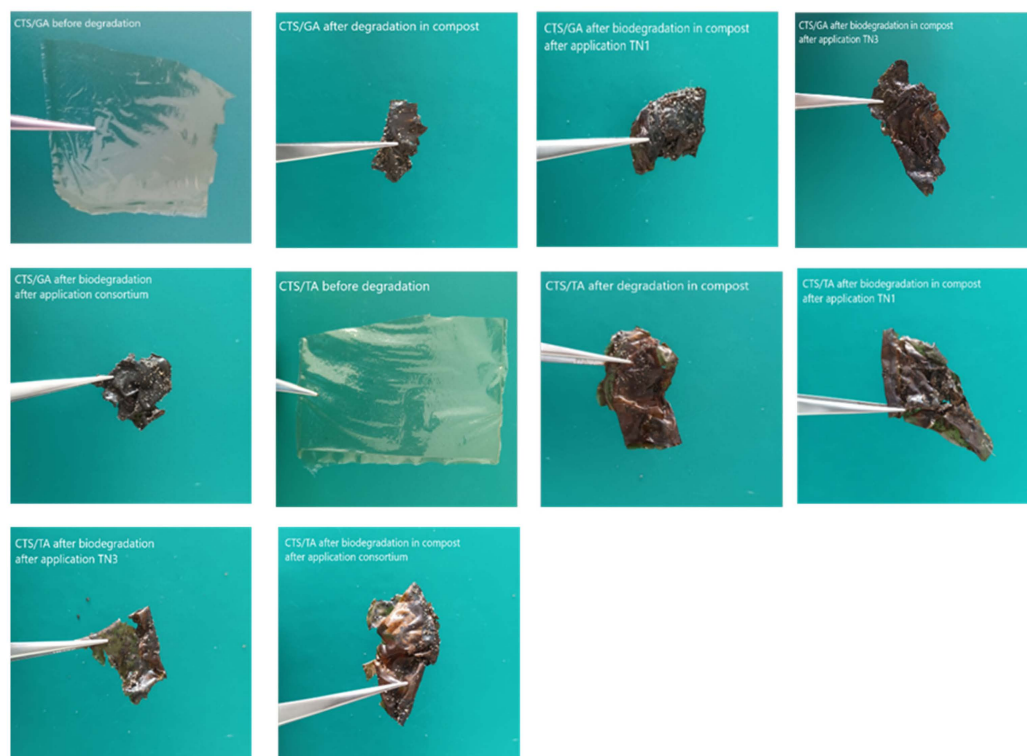 CTS/GA before degradation
CTS/GA after degradation in compost
CTS/GA after biodegradation in compost
after application TN1
CTS/GA after biodegradation in compost
after application TN3
CTS/GA after biodegradation
after application consortium
CTS/TA before degradation
CTS/TA after degradation in compost
CTS/TA after biodegradation in compost
after application TN1
CTS/TA after biodegradation
after application TN3
CTS/TA after biodegradation in compost
after application consortium